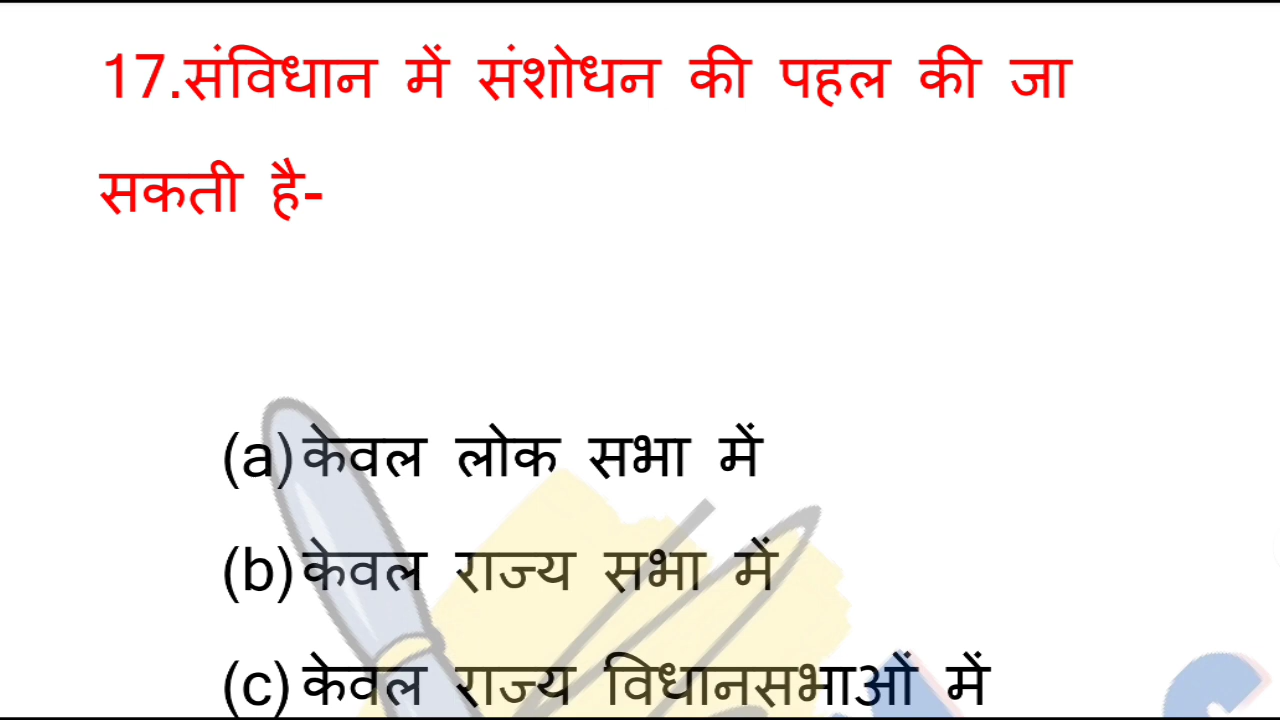 17.संविधान में संशोधन की पहल की जा
सकती है-
(a) केवल लोक सभा में
(b) केवल राज्य सभा में
(c) केवल राज्य विधानसभाओं में